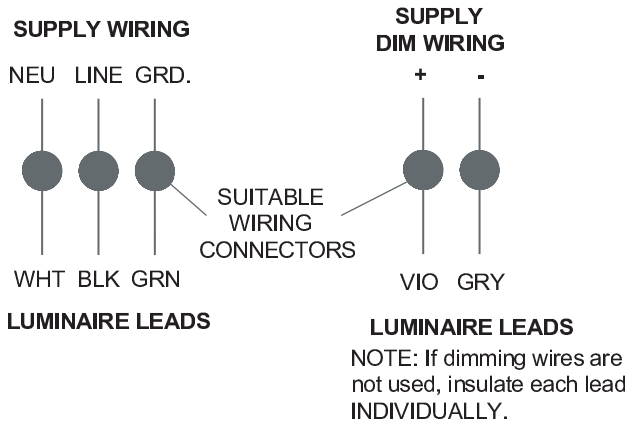 SUPPLY WIRING
NEU LINE GRD.
SUPPLY
DIM WIRING
+ -
SUITABLE
WIRING
CONNECTORS
WHT BLK GRN
LUMINAIRE LEADS
VIO GRY
LUMINAIRE LEADS
NOTE: If dimming wires are
not used, insulate each lead
INDIVIDUALLY.